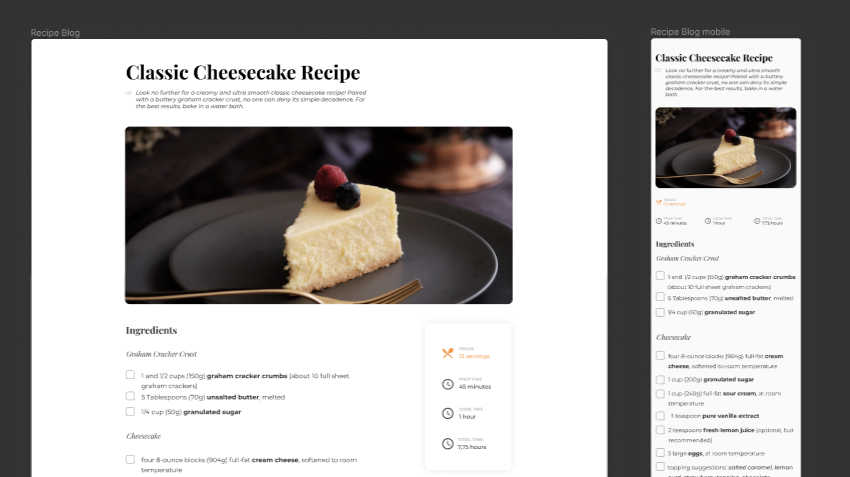 Recipe Blog
Classic Cheesecake Recipe
Look no further for a creamy and ultra smooth classic cheesecake recipe! Paired
with a buttery graham cracker crust, no one can deny its simple decadence. For
the best results, bake in a water bath.
Ingredients
Graham Cracker Crust
1 and 1/2 cups (150g) graham cracker crumbs (about 10 full sheet
graham crackers)
5 Tablespoons (70g) unsalted butter, melted
1/4 cup (50g) granulated sugar
Cheesecake
four 8-ounce blocks (904g) full-fat cream cheese, softened to room
temperature
12 servings
PREP TIME
45 minutes
COOK TIME
1 hour
TOTAL TIME
7,75 hours
Recipe Blog mobile
Classic Cheesecake Recipe
Look no further for a creamy and ultra smooth
classic cheesecake recipe! Paired with a buttery
graham cracker crust, no one can deny its simple
decadence. For the best results, bake in a water
bath.
12 servings
PREP TIME
45 minutes
COOK TIME
1 hour
TOTAL TIME
7,75 hours
Ingredients
Graham Cracker Crust
1 and 1/2 cups (150g) graham cracker crumbs
(about 10 full sheet graham crackers)
5 Tablespoons (70g) unsalted butter, melted
1/4 cup (50g) granulated sugar
Cheesecake
four 8-ounce blocks (904g) full-fat cream
cheese, softened to room temperature
1 cup (200g) granulated sugar
1 cup (240g) full-fat sour cream, at room
temperature
1 teaspoon pure vanilla extract
2 teaspoons fresh lemon juice (optional, but
recommended)
3 large eggs, at room temperature
topping suggestions: salted caramel, lemon